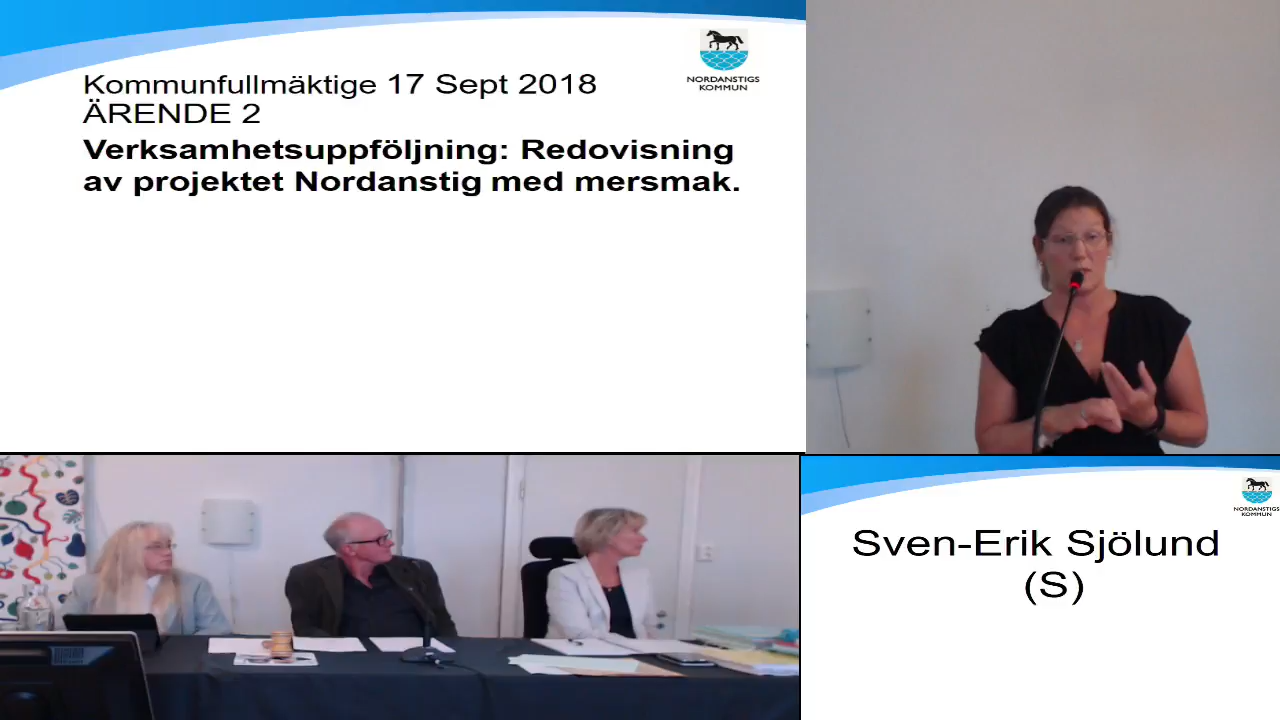 Kommunfullmäktige 17 Sept 2018
ÄRENDE 2
Verksamhetsuppföljning: Redovisning
av projektet Nordanstig med mersmak.
NORDANSTIGS
KOMMUN
NORDANSTIGS
KOMMUN
Sven-Erik Sjölund
(S)